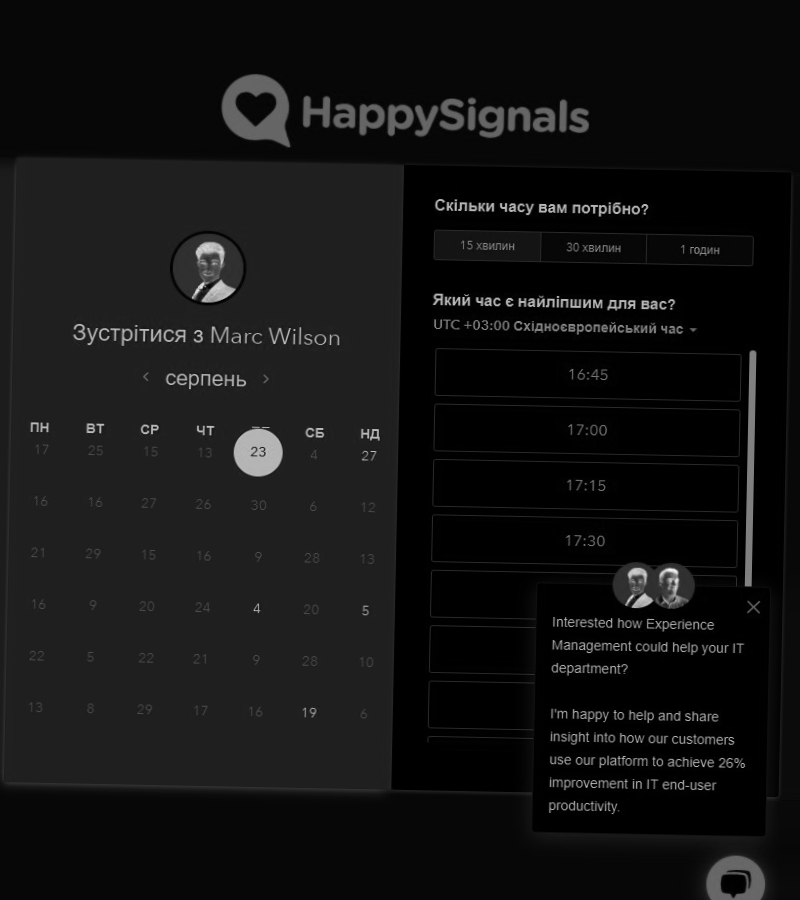 HappySignals
Зустрітися з Marc Wilson
серпень
ПН ВТ СР ЧТ СБ НД
17 25 15 13 23 4 27
16 16 27 26 30 6 12
21 29 15 16 9 28 13
16 9 20 24 4 20 5
22 5 22 21 9 28 10
13 8 29 17 16 19 6
Скільки часу вам потрібно?
15 хвилин 30 хвилин 1 годин
Який час є найліпшим для вас?
UTC +03:00 Східноєвропейський час
16:45
17:00
17:15
17:30
Interested how Experience
Management could help your IT
department?
I'm happy to help and share
insight into how our customers
use our platform to achieve 26%
improvement in IT end-user
productivity.